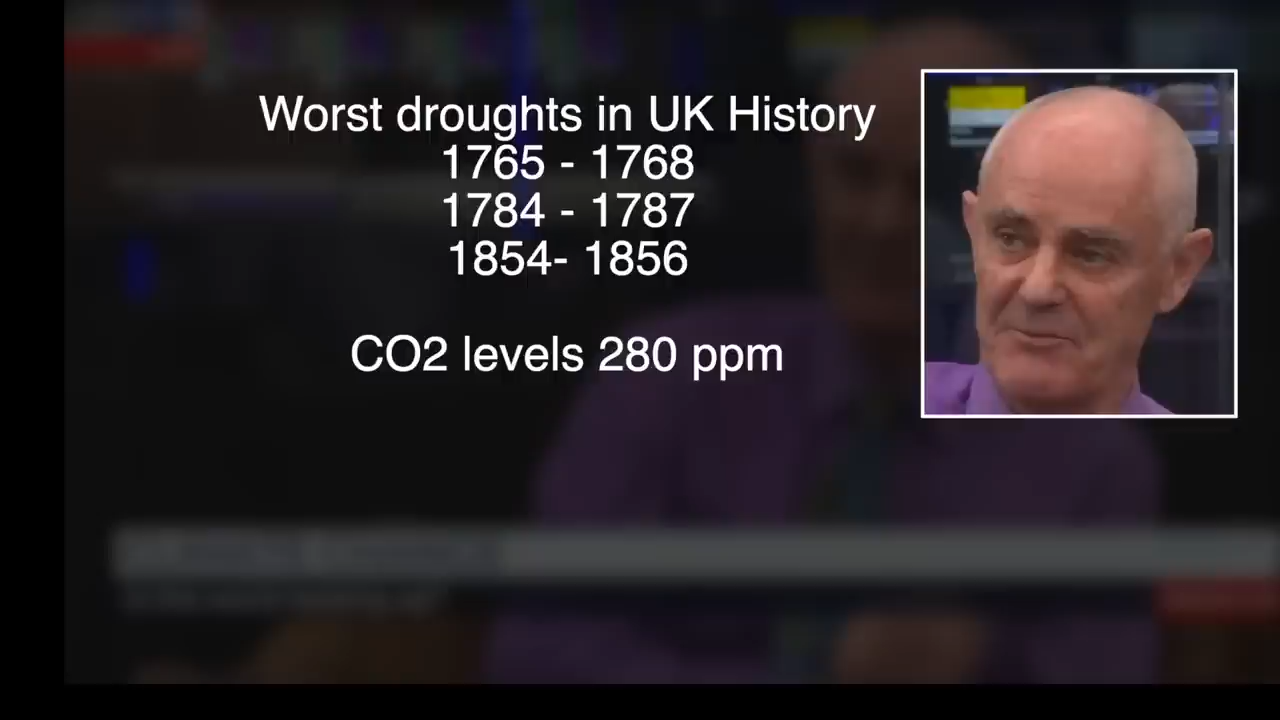 Worst droughts in UK History
1765 - 1768
1784 - 1787
1854- 1856
CO2 levels 280 ppm